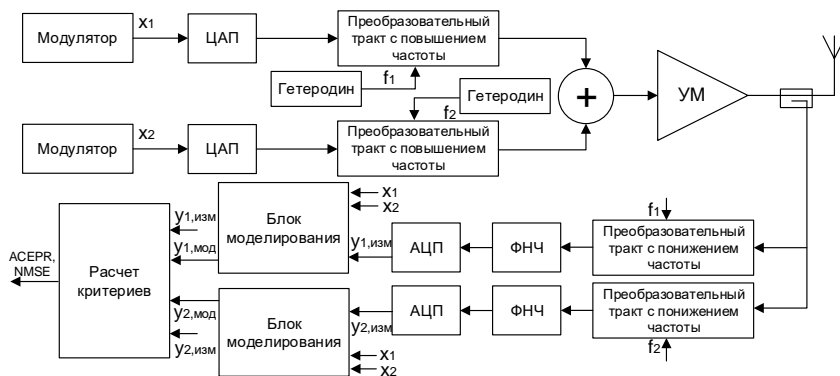 Модулятор
x1
ЦАП
Преобразовательный
тракт с повышением
частоты
Гетеродин
f1
Гетеродин
f2
+
УМ
Модулятор
x2
ЦАП
Преобразовательный
тракт с повышением
частоты
ACEPR,
NMSE
Расчет
критериев
y1,изм
y1,мод
y2,мод
y2,изм
Блок
моделирования
x1
x2
y1,изм
АЦП
ФНЧ
f1
Преобразовательный
тракт с понижением
частоты
Блок
моделирования
y2,изм
x1
x2
АЦП
ФНЧ
Преобразовательный
тракт с понижением
частоты
f2